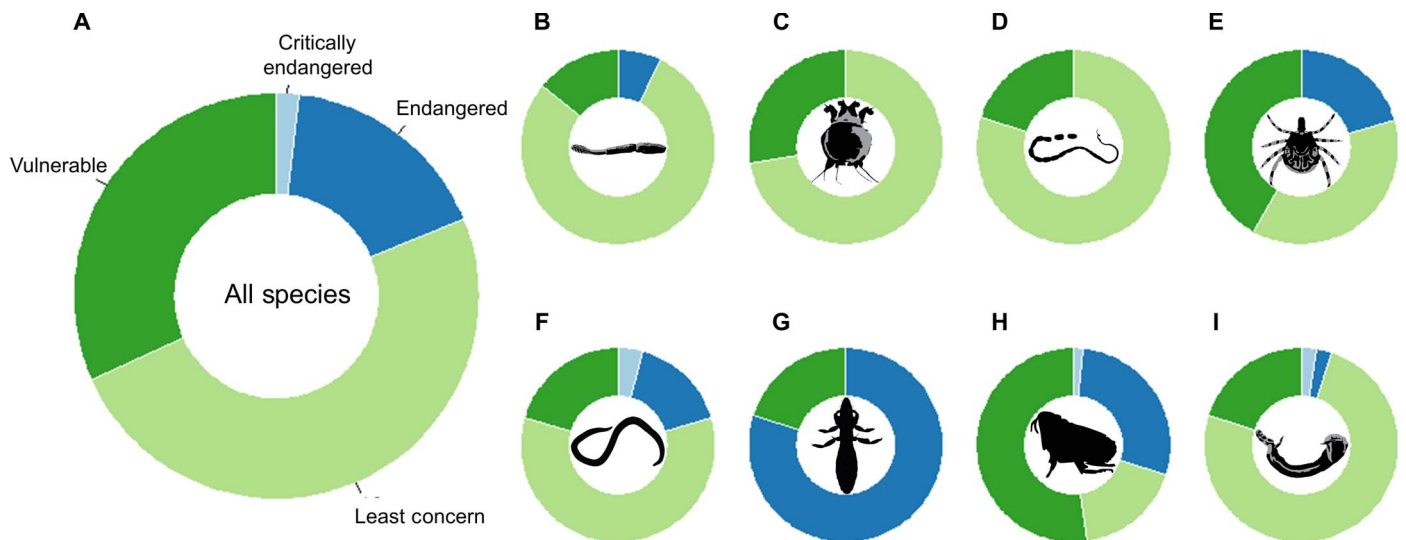 A
B
C
D
E
Critically
endangered
Endangered
Vulnerable
All species
F
G
H
I
Least concern